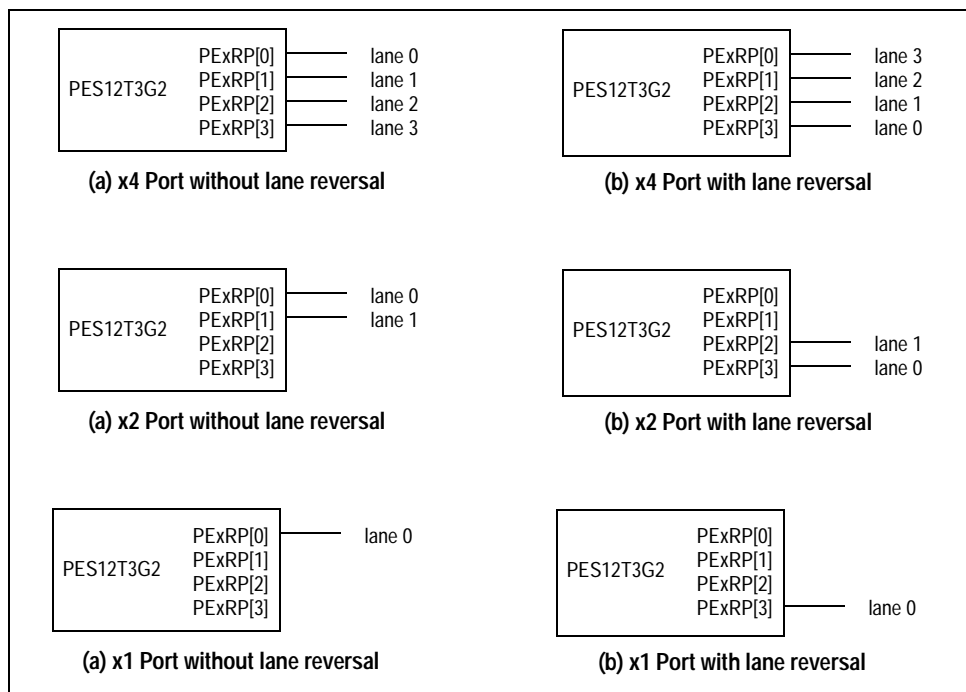 PES12T3G2
PExRP[0] lane 0
PExRP[1] lane 1
PExRP[2] lane 2
PExRP[3] lane 3
(a) x4 Port without lane reversal
PES12T3G2
PExRP[0] lane 3
PExRP[1] lane 2
PExRP[2] lane 1
PExRP[3] lane 0
(b) x4 Port with lane reversal
PES12T3G2
PExRP[0] lane 0
PExRP[1] lane 1
PExRP[2]
PExRP[3]
(a) x2 Port without lane reversal
PES12T3G2
PExRP[0]
PExRP[1]
PExRP[2] lane 1
PExRP[3] lane 0
(b) x2 Port with lane reversal
PES12T3G2
PExRP[0] lane 0
PExRP[1]
PExRP[2]
PExRP[3]
(a) x1 Port without lane reversal
PES12T3G2
PExRP[0]
PExRP[1]
PExRP[2]
PExRP[3] lane 0
(b) x1 Port with lane reversal